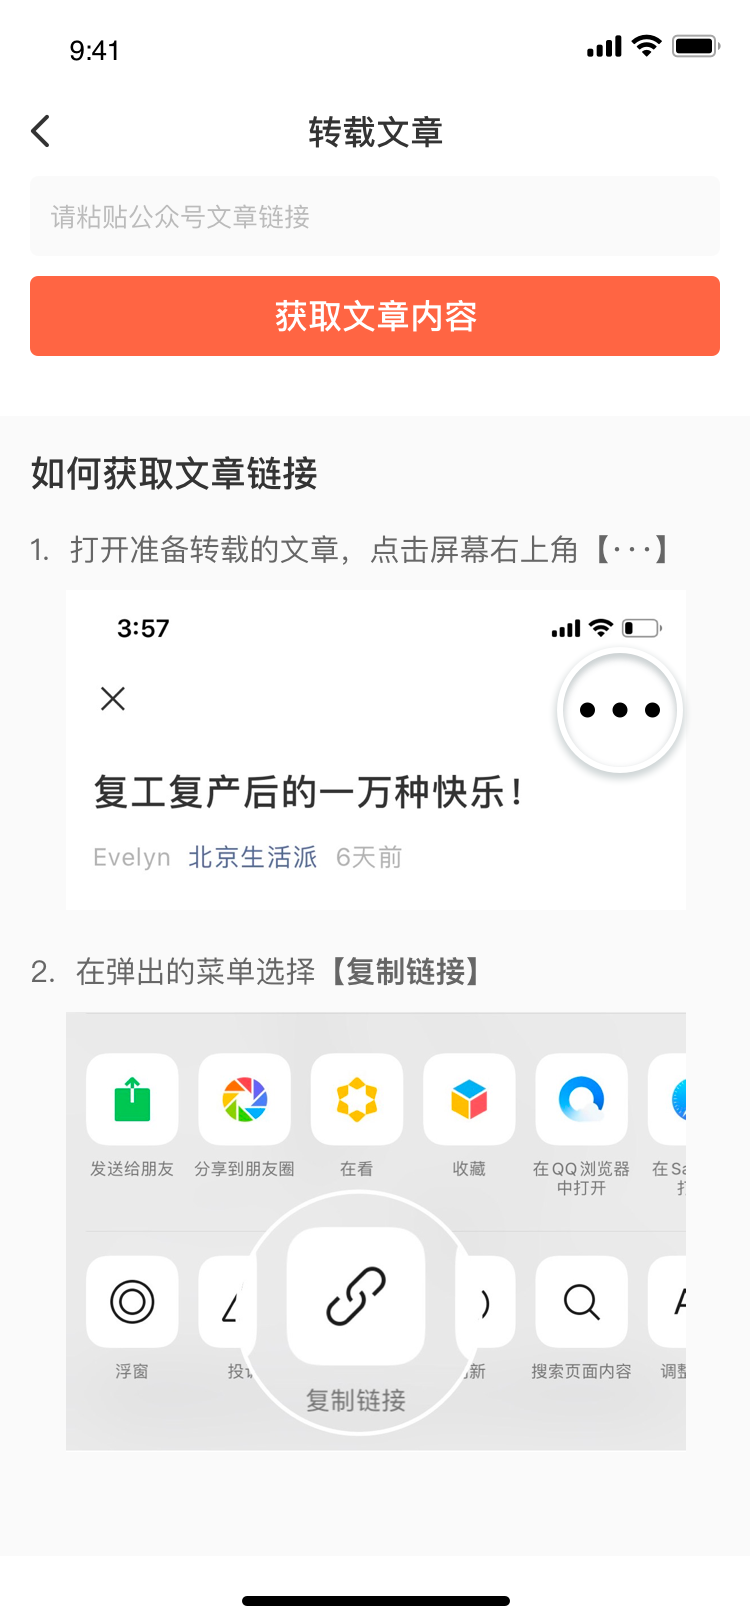 9:41
转载文章
请粘贴公众号文章链接
获取文章内容
如何获取文章链接
1. 打开准备转载的文章，点击屏幕右上角【···】
3:57
复工复产后的一万种快乐！
Evelyn 北京生活派 6天前
2. 在弹出的菜单选择【复制链接】
发送给朋友 分享到朋友圈 在看 收藏 在QQ浏览器 在Sa
中打开 打
浮窗 投 新 搜索页面内容 调整
复制链接